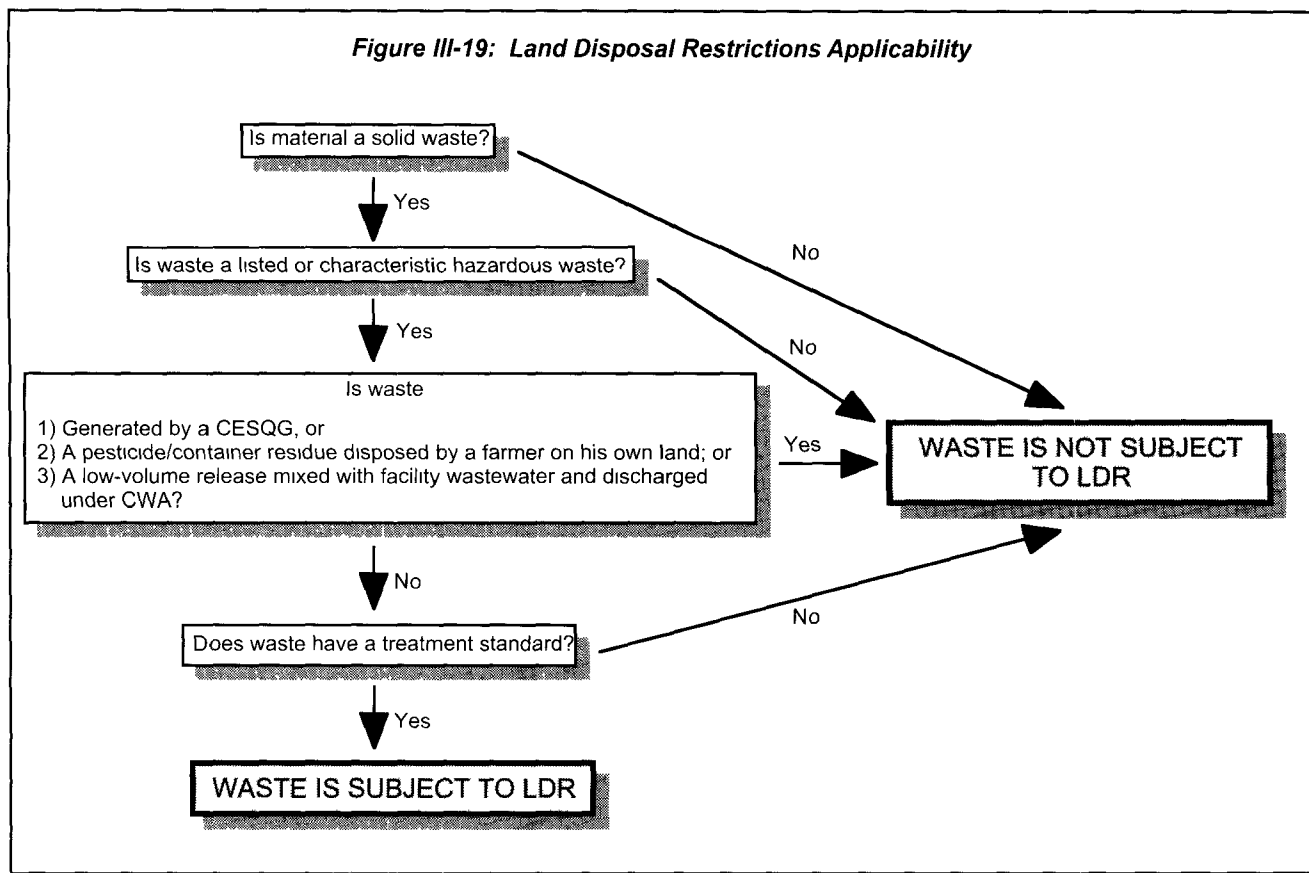 Figure III-19: Land Disposal Restrictions Applicability
Is material a solid waste?
Yes
No
Is waste a listed or characteristic hazardous waste?
Yes
No
Is waste
1) Generated by a CESQG, or
2) A pesticide/container residue disposed by a farmer on his own land; or
3) A low-volume release mixed with facility wastewater and discharged
under CWA?
Yes
WASTE IS NOT SUBJECT
TO LDR
No
Does waste have a treatment standard?
No
Yes
WASTE IS SUBJECT TO LDR